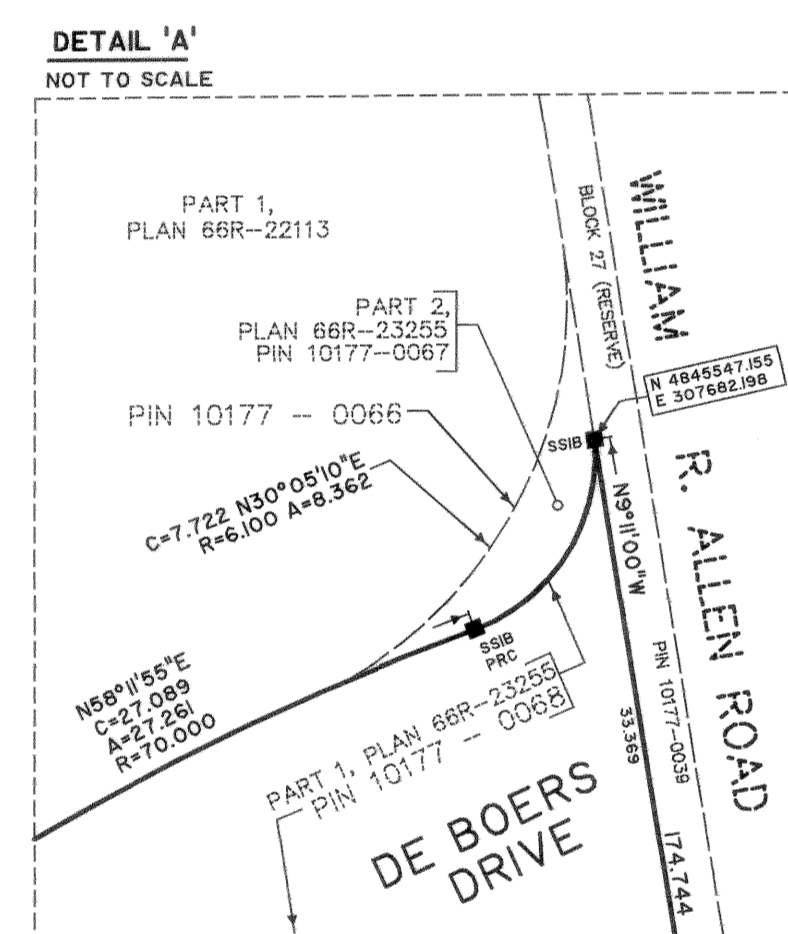 DETAIL 'A'
NOT TO SCALE
PART 1,
PLAN 66R-22113
BLOCK 27 (RESERVE)
WILLIAM R. ALLEN ROAD
PART 2,
PLAN 66R-23255
PIN 10177-0067
N 4845547.155
E 307682.198
PIN 10177 - 0066
SSIB
C=7.722 N30°05'10"E
R=6.100 A=8.362
N9°11'00"W
SSIB
PRC
N58°11'55"E
C=27.089
A=27.261
R=70.000
PART 1, PLAN 66R-23255
PIN 10177 - 0068
PIN 10177-0039
33.369
174.744
DE BOERS
DRIVE